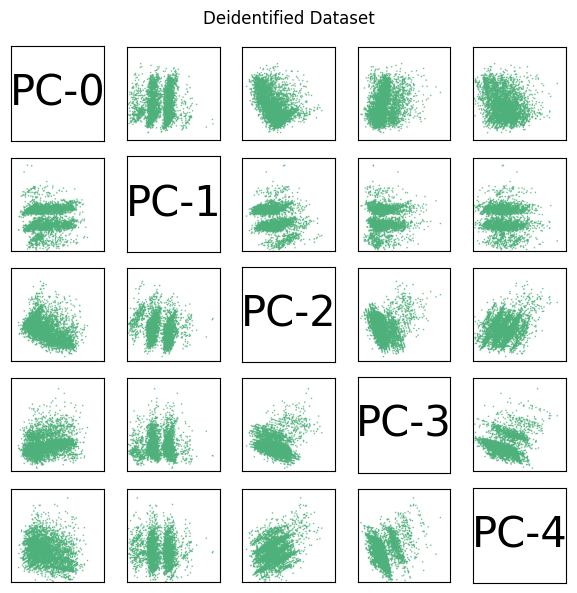 Deidentified Dataset
PC-0
PC-1
PC-2
PC-3
PC-4